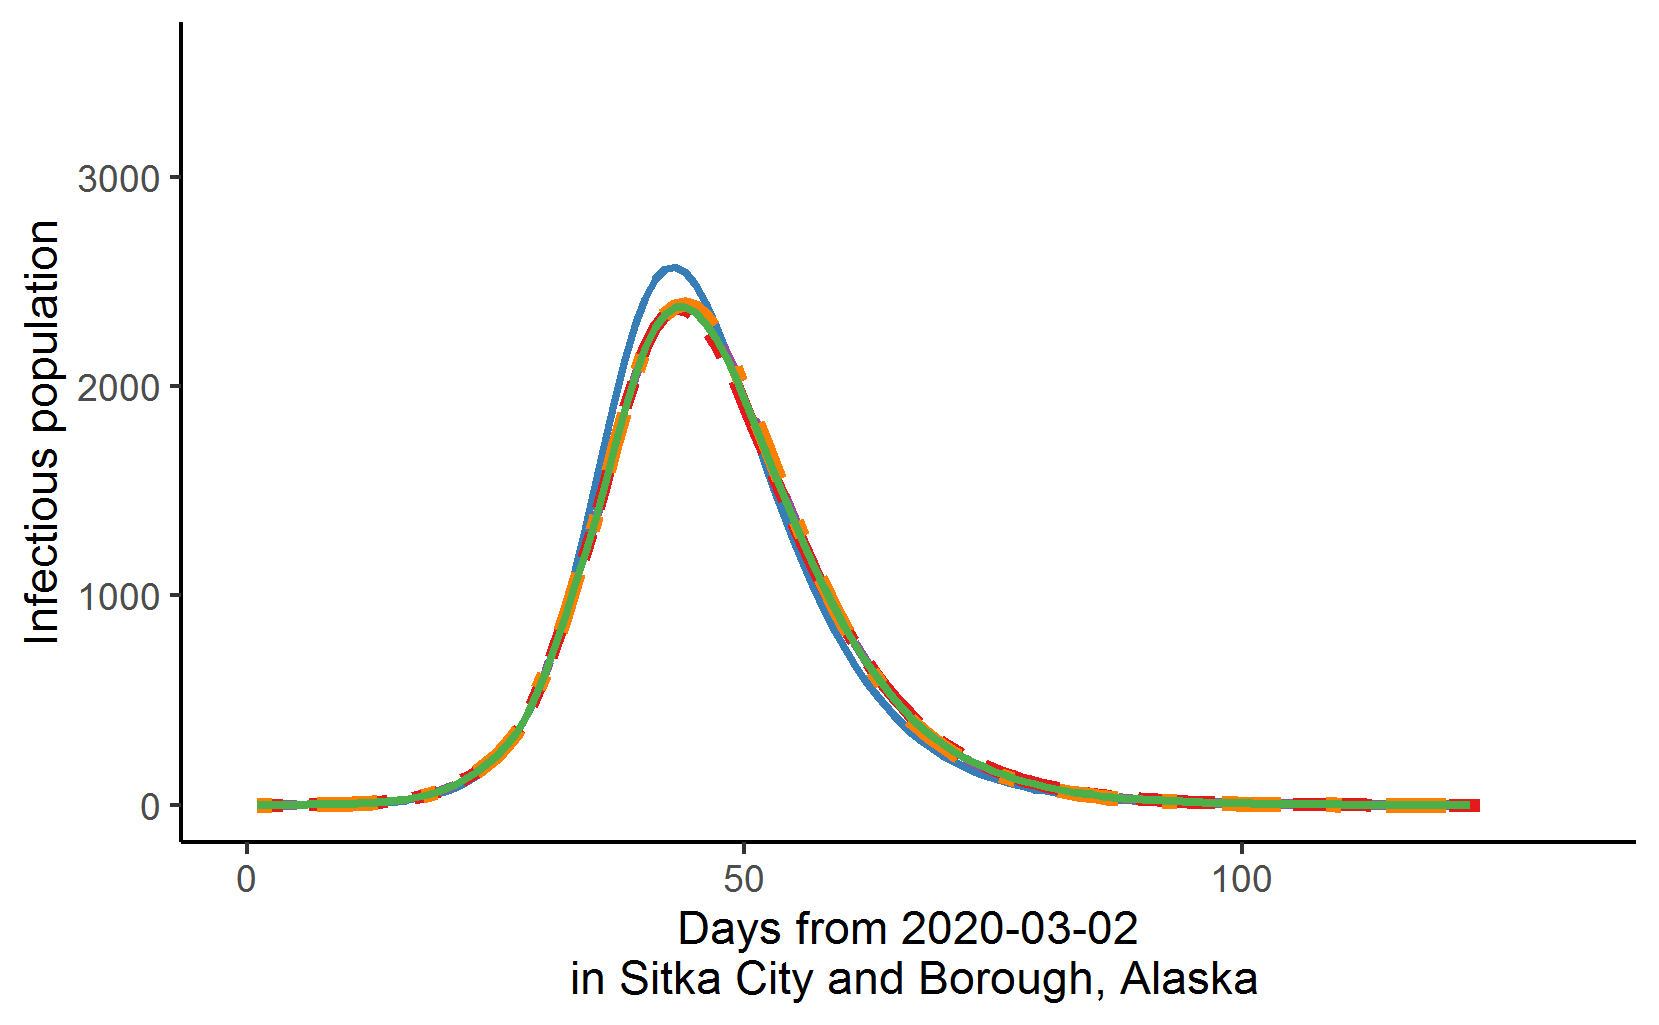 3000
2000
1000
0
Infectious population
0 50 100
Days from 2020-03-02
in Sitka City and Borough, Alaska